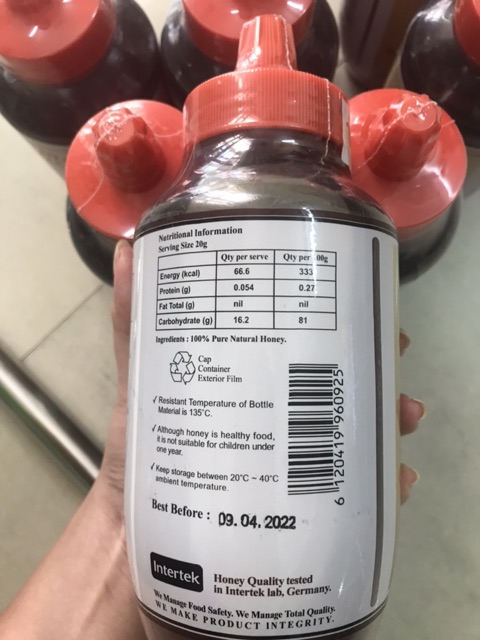 Nutritional Information
Serving Size 20g
Qty per serve Qty per 100g
Energy (kcal) 66.6 333
Protein (g) 0.054 0.27
Fat Total (g) nil nil
Carbohydrate (g) 16.2 81
Ingredients : 100% Pure Natural Honey.
Cap
Container
Exterior Film
✓ Resistant Temperature of Bottle
Material is 135°C.
✓ Although honey is healthy food,
it is not suitable for children under
one year.
✓ Keep storage between 20°C ~ 40°C
ambient temperature.
6 120419 960925
Best Before : 09. 04. 2022
Intertek
Honey Quality tested
in Intertek lab, Germany.
We Manage Food Safety. We Manage Total Quality.
WE MAKE PRODUCT INTEGRITY.